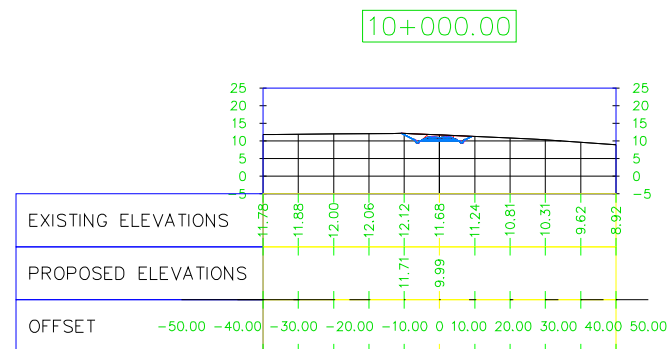 10+000.00
25 25
20 20
15 15
10 10
5 5
0 0
-5 -5
EXISTING ELEVATIONS 11.78 11.88 12.00 12.06 12.12 11.68 11.24 10.81 10.31 9.62 8.92
PROPOSED ELEVATIONS 11.71 9.99
OFFSET -50.00 -40.00 -30.00 -20.00 -10.00 0 10.00 20.00 30.00 40.00 50.00